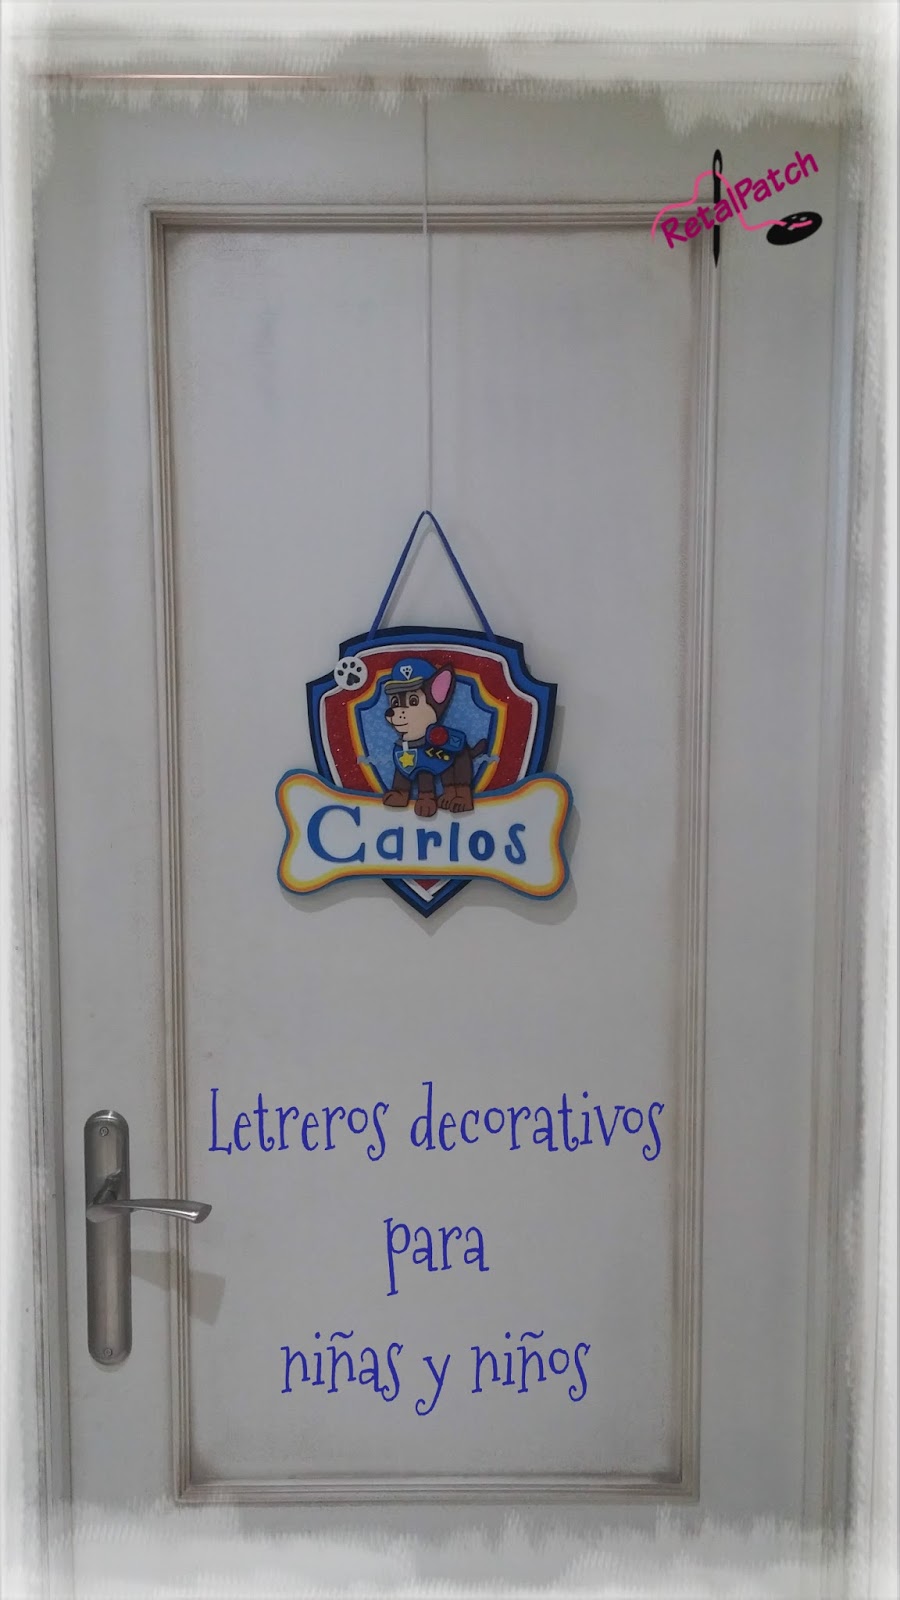 RetalPatch
Carlos
Letreros decorativos
para
niñas y niños